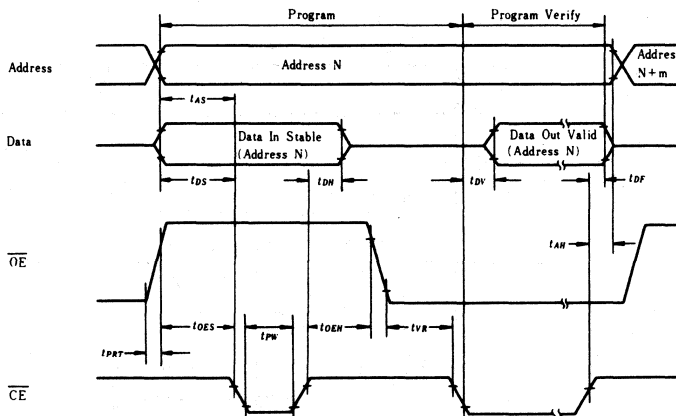 Program
Program Verify
Address
Address N
Addres
N+m
tAS
Data
Data In Stable
(Address N)
Data Out Valid
(Address N)
tDS
tDH
tDV
tDF
tAH
OE
tOES
tPW
tOEH
tVR
tPRT
CE